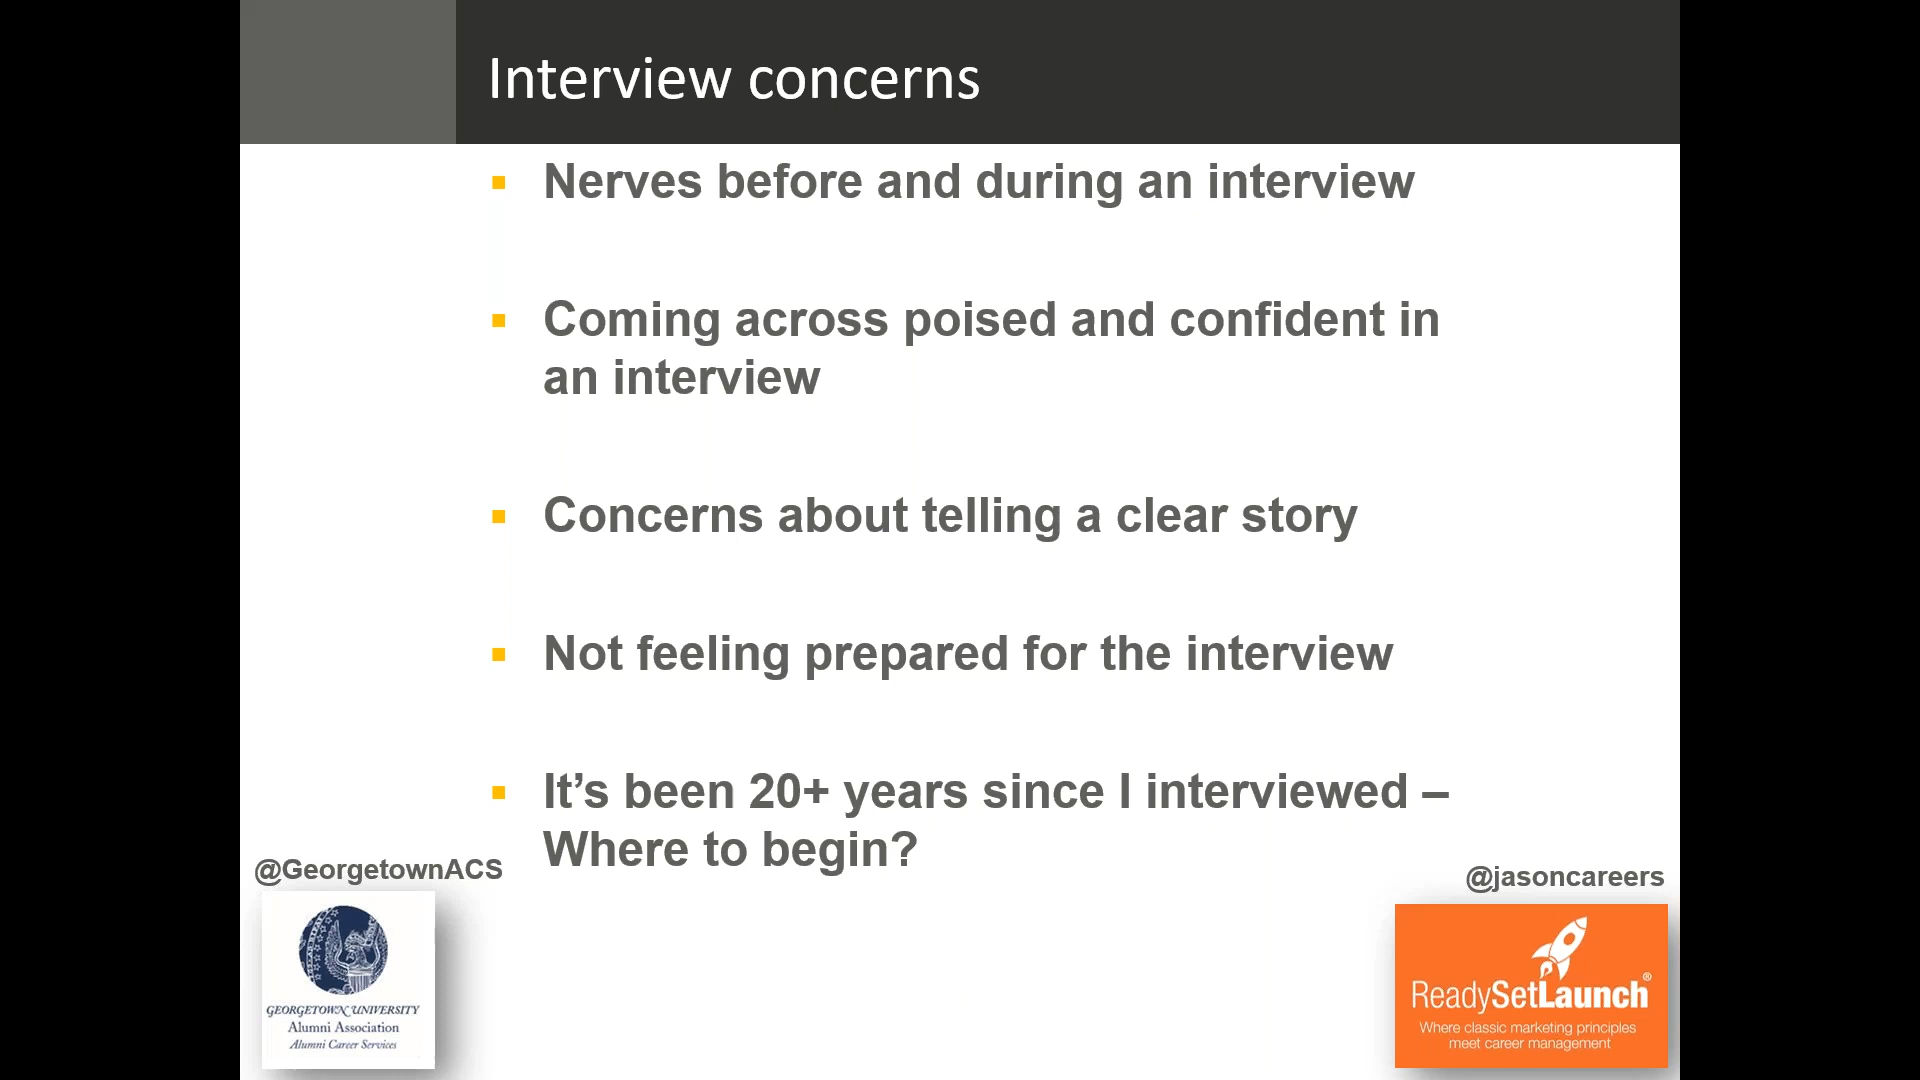 Interview concerns
Nerves before and during an interview
Coming across poised and confident in
an interview
Concerns about telling a clear story
Not feeling prepared for the interview
It’s been 20+ years since I interviewed –
Where to begin?
@GeorgetownACS
GEORGETOWN UNIVERSITY
Alumni Association
Alumni Career Services
@jasoncareers
ReadySetLaunch®
Where classic marketing principles
meet career management